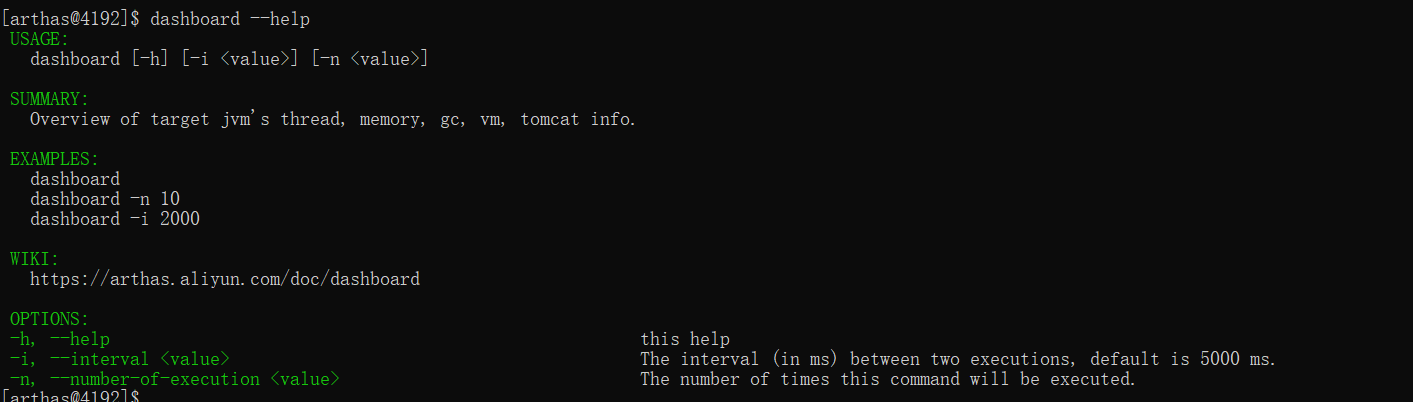 [arthas@4192]$ dashboard --help
USAGE:
dashboard [-h] [-i <value>] [-n <value>]
SUMMARY:
Overview of target jvm's thread, memory, gc, vm, tomcat info.
EXAMPLES:
dashboard
dashboard -n 10
dashboard -i 2000
WIKI:
https://arthas.aliyun.com/doc/dashboard
OPTIONS:
-h, --help this help
-i, --interval <value> The interval (in ms) between two executions, default is 5000 ms.
-n, --number-of-execution <value> The number of times this command will be executed.
[arthas@4192]$